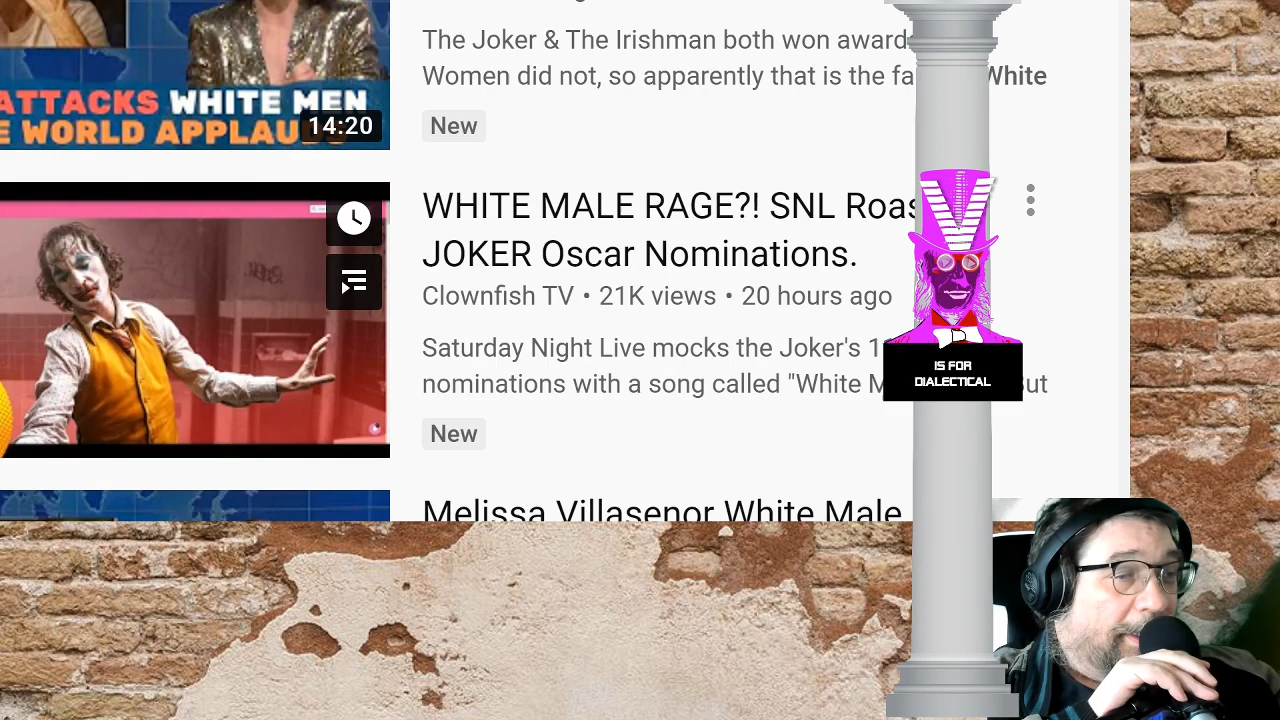 The Joker & The Irishman both won award
Women did not, so apparently that is the fa White
ATTACKS WHITE MEN
WORLD APPLAU
14:20
New
WHITE MALE RAGE?! SNL Roas
JOKER Oscar Nominations.
Clownfish TV • 21K views • 20 hours ago
Saturday Night Live mocks the Joker's 1
nominations with a song called "White M But
New
V
IS FOR
DIALECTICAL
Melissa Villasenor White Male